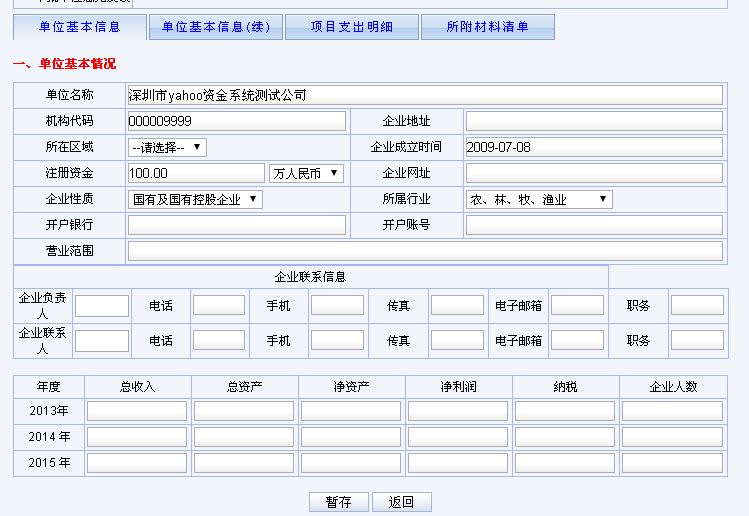 单位基本信息 单位基本信息(续) 项目支出明细 所附材料清单
一、单位基本情况
单位名称 深圳市yahoo资金系统测试公司
机构代码 000009999 企业地址
所在区域 --请选择-- 企业成立时间 2009-07-08
注册资金 100.00 万人民币 企业网址
企业性质 国有及国有控股企业 所属行业 农、林、牧、渔业
开户银行 开户账号
营业范围
企业联系信息
企业负责人 电话 手机 传真 电子邮箱 职务
企业联系人 电话 手机 传真 电子邮箱 职务
年度 总收入 总资产 净资产 净利润 纳税 企业人数
2013年
2014 年
2015 年
暂存 返回